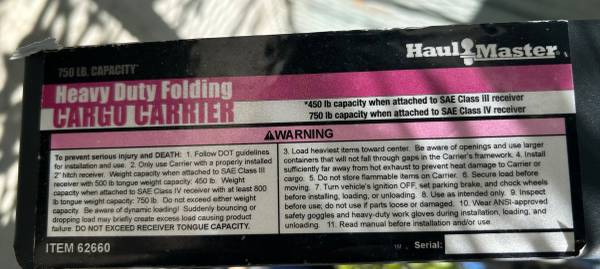 Haul Master
750 LB. CAPACITY*
Heavy Duty Folding
CARGO CARRIER
*450 lb capacity when attached to SAE Class III receiver
750 lb capacity when attached to SAE Class IV receiver
WARNING
To prevent serious injury and DEATH: 1. Follow DOT guidelines
for installation and use. 2. Only use Carrier with a properly installed
2" hitch receiver. Weight capacity when attached to SAE Class III
receiver with 500 lb tongue weight capacity: 450 lb. Weight
capacity when attached to SAE Class IV receiver with at least 800
lb tongue weight capacity: 750 lb. Do not exceed either weight
capacity. Be aware of dynamic loading! Suddenly bouncing or
dropping load may briefly create excess load causing product
failure. DO NOT EXCEED RECEIVER TONGUE CAPACITY.
3. Load heaviest items toward center. Be aware of openings and use larger
containers that will not fall through gaps in the Carrier's framework. 4. Install
sufficiently far away from hot exhaust to prevent heat damage to Carrier or
cargo. 5. Do not store flammable items on Carrier. 6. Secure load before
moving. 7. Turn vehicle's ignition OFF, set parking brake, and chock wheels
before installing, loading, or unloading. 8. Use as intended only. 9. Inspect
before use; do not use if parts loose or damaged. 10. Wear ANSI-approved
safety goggles and heavy-duty work gloves during installation, loading, and
unloading. 11. Read manual before installation and/or use.
ITEM 62660
Serial: